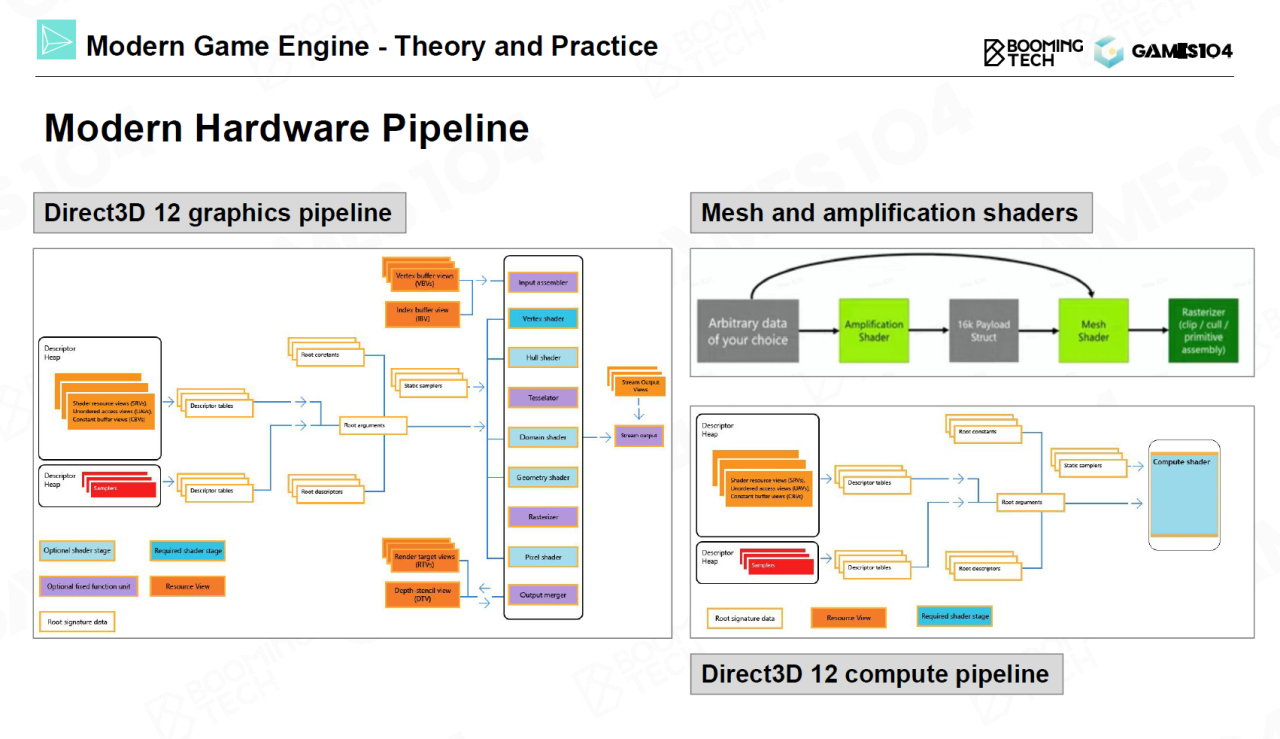 Modern Game Engine - Theory and Practice
BOOMING
TECH
GAMES104
Modern Hardware Pipeline
Direct3D 12 graphics pipeline
Descriptor
Heap
Shader resource views (SRVs),
Unordered access views (UAVs),
Constant buffer views (CBVs)
Descriptor tables
Descriptor
Heap
Samplers
Descriptor tables
Root constants
Root arguments
Root descriptors
Static samplers
Vertex buffer views
(VBVs)
Index buffer view
(IBV)
Input assembler
Vertex shader
Hull shader
Tesselator
Domain shader
Geometry shader
Rasterizer
Pixel shader
Output merger
Stream Output
Views
Stream output
Render target views
(RTVs)
Depth-stencil view
(DTV)
Optional shader stage
Required shader stage
Optional fixed function unit
Resource View
Root signature data
Mesh and amplification shaders
Arbitrary data
of your choice
Amplification
Shader
16k Payload
Struct
Mesh
Shader
Rasterizer
(clip / cull /
primitive
assembly)
Descriptor
Heap
Shader resource views (SRVs),
Unordered access views (UAVs),
Constant buffer views (CBVs)
Descriptor tables
Descriptor
Heap
Samplers
Descriptor tables
Root constants
Root arguments
Root descriptors
Static samplers
Compute shader
Root signature data
Resource View
Required shader stage
Direct3D 12 compute pipeline